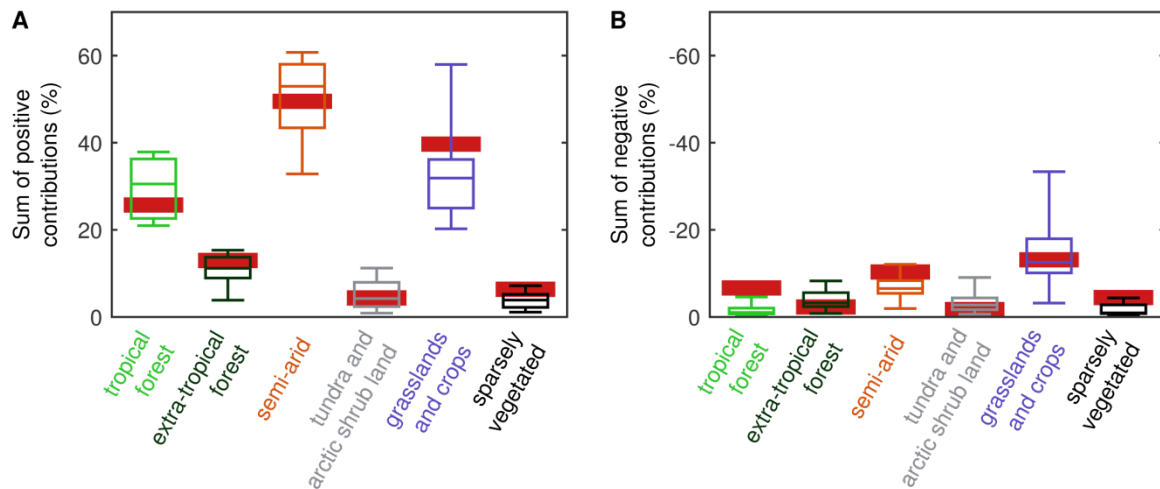 A
Sum of positive
contributions (%)
60
40
20
0
tropical
forest
extra-tropical
forest
semi-arid
tundra and
arctic shrub land
grasslands
and crops
sparsely
vegetated
B
Sum of negative
contributions (%)
-60
-40
-20
0
tropical
forest
extra-tropical
forest
semi-arid
tundra and
arctic shrub land
grasslands
and crops
sparsely
vegetated